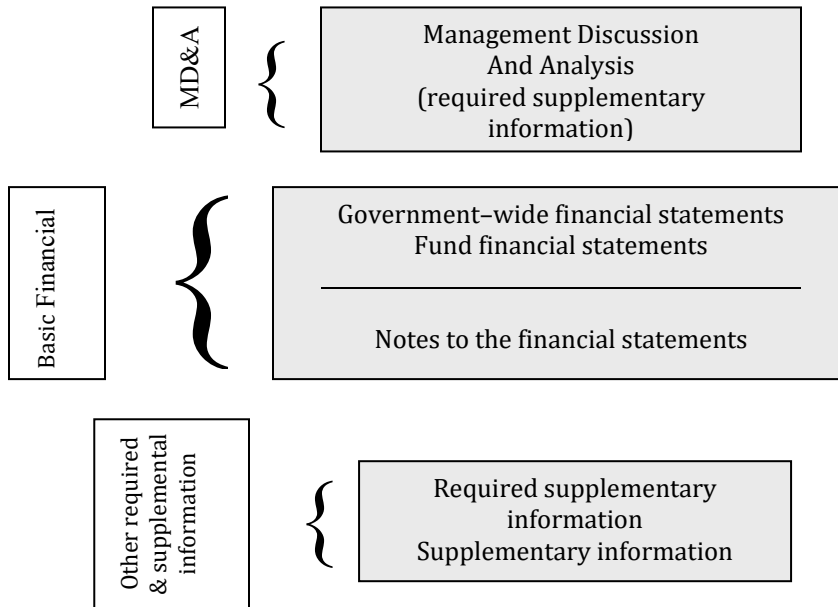 MD&A
Management Discussion
And Analysis
(required supplementary
information)
Basic Financial
Government–wide financial statements
Fund financial statements
Notes to the financial statements
Other required
& supplemental
information
Required supplementary
information
Supplementary information